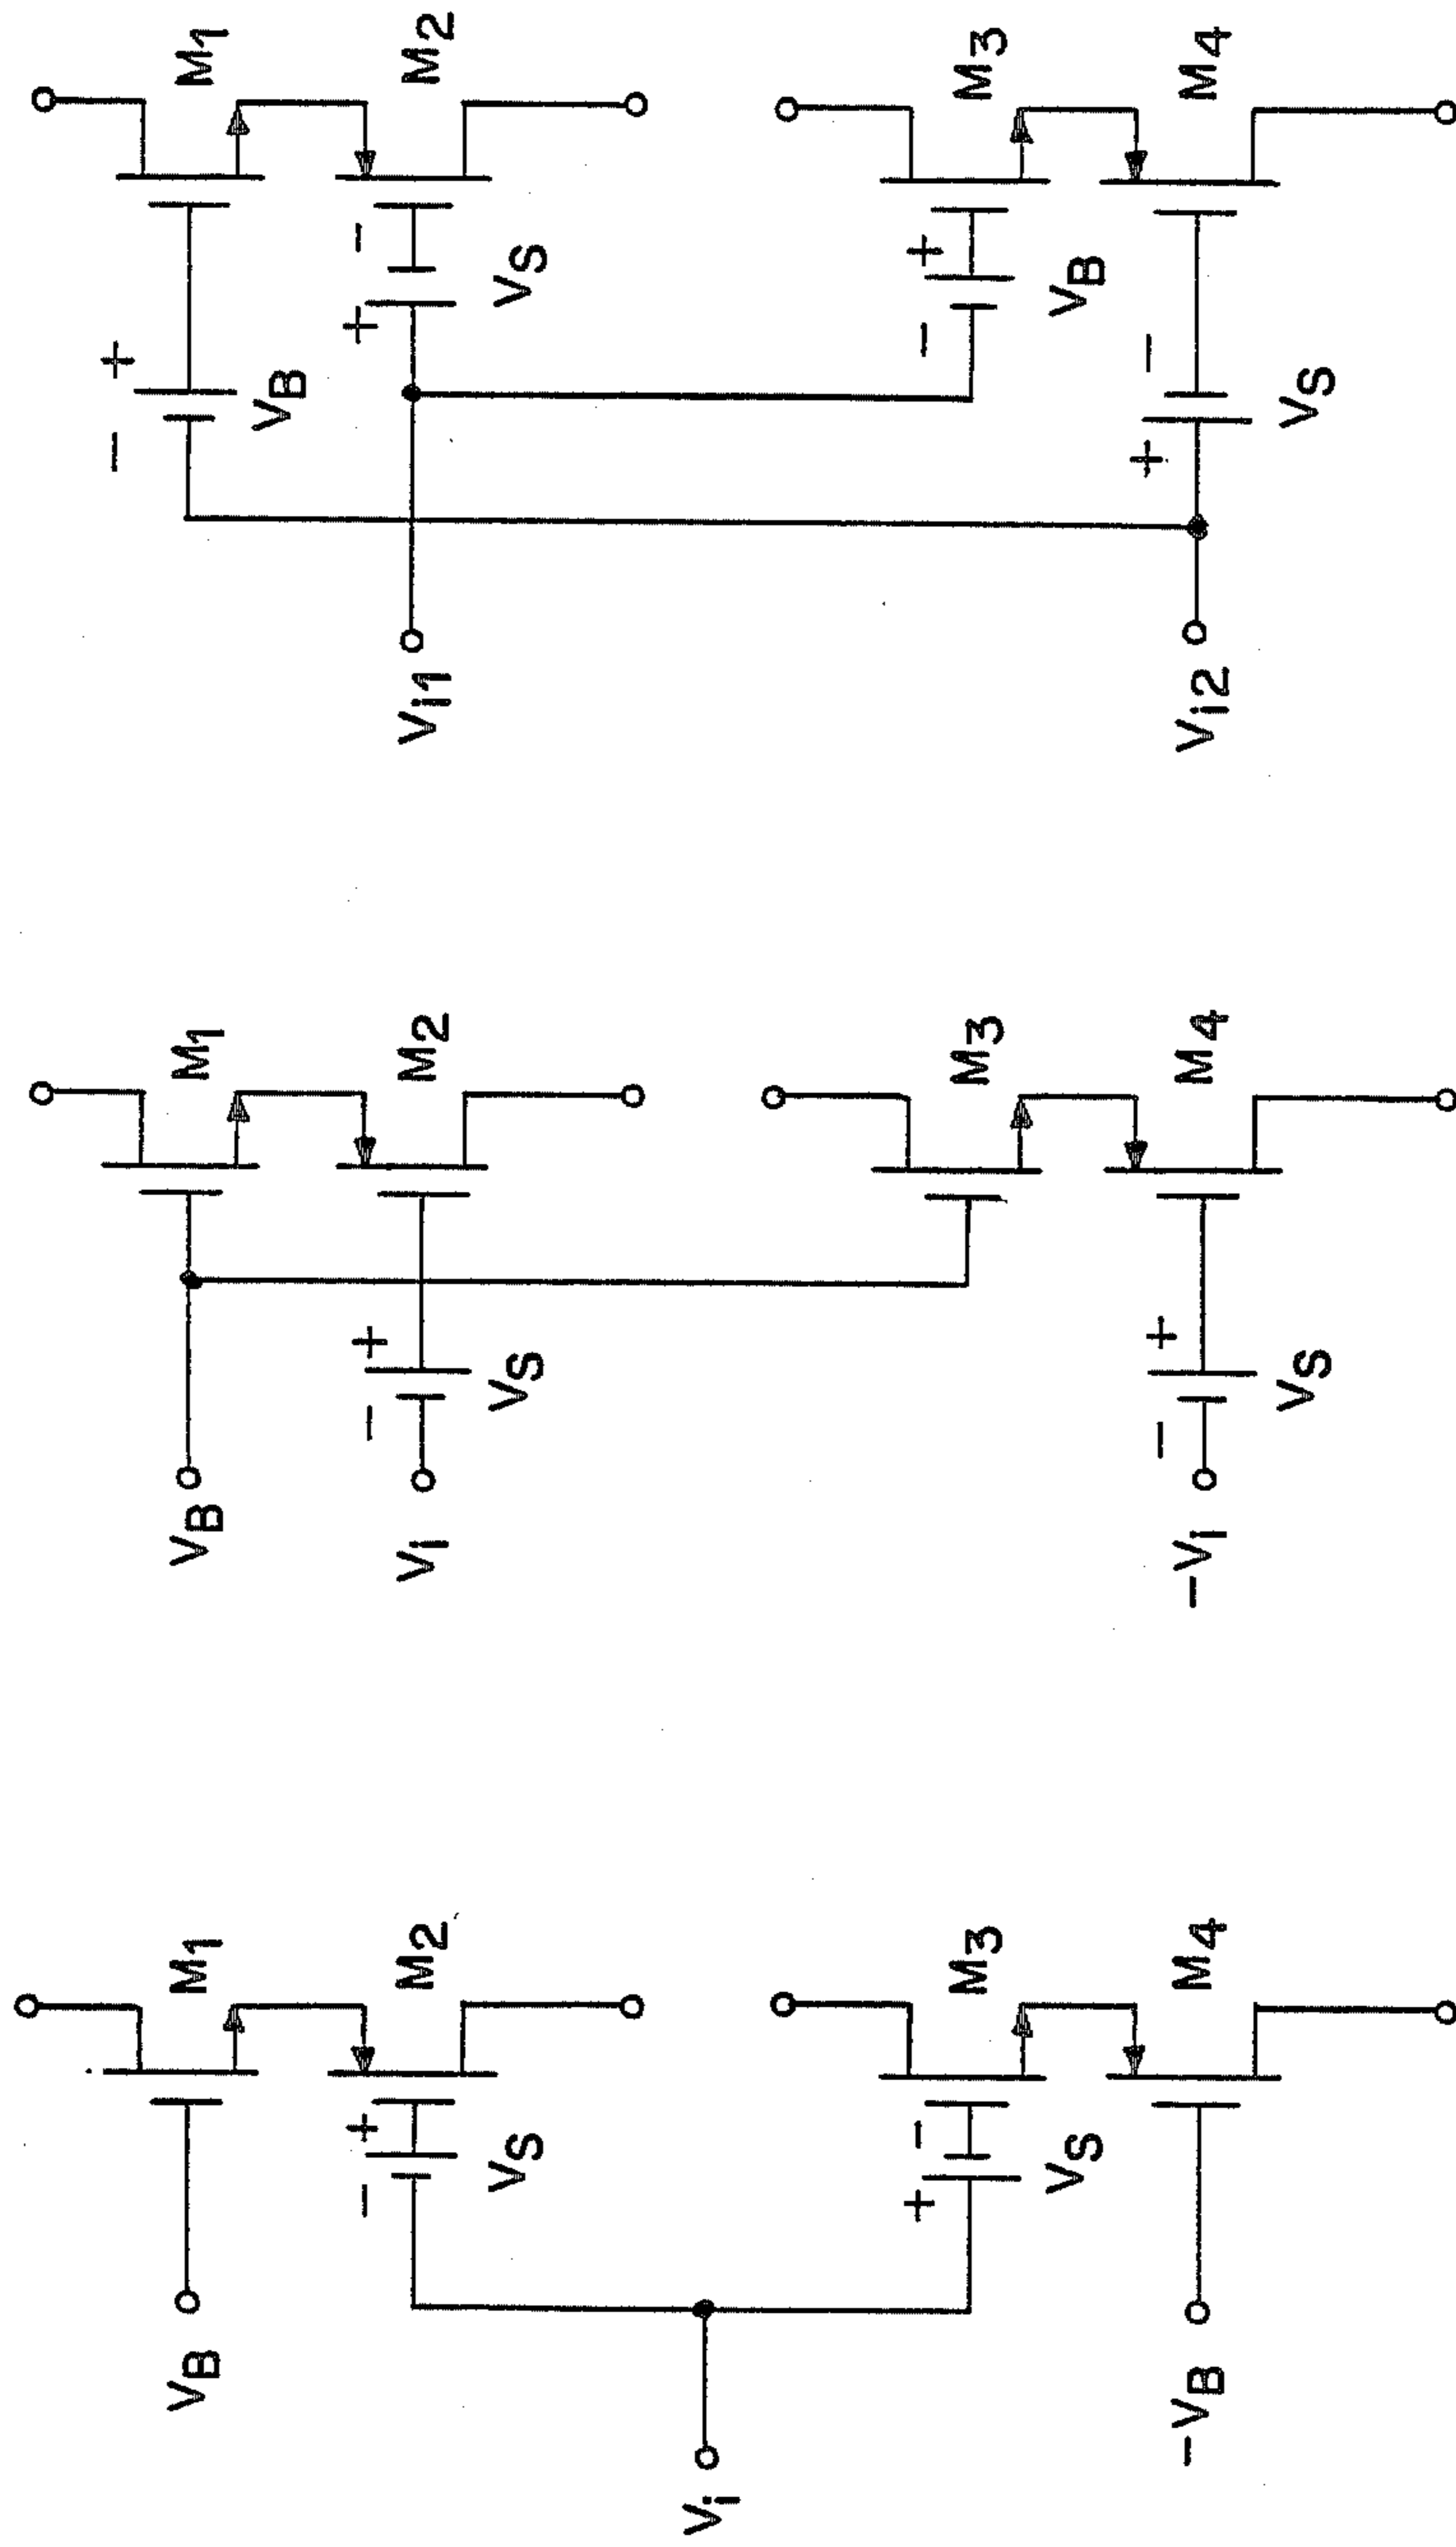 M1
VB
- +
M2
VS
+ -
Vi1
M3
VB
- +
M4
VS
+ -
Vi2
M1
VB
M2
VS
- +
Vi
M3
M4
VS
- +
-Vi
M1
VB
M2
VS
- +
Vi
M3
VS
+ -
M4
-VB